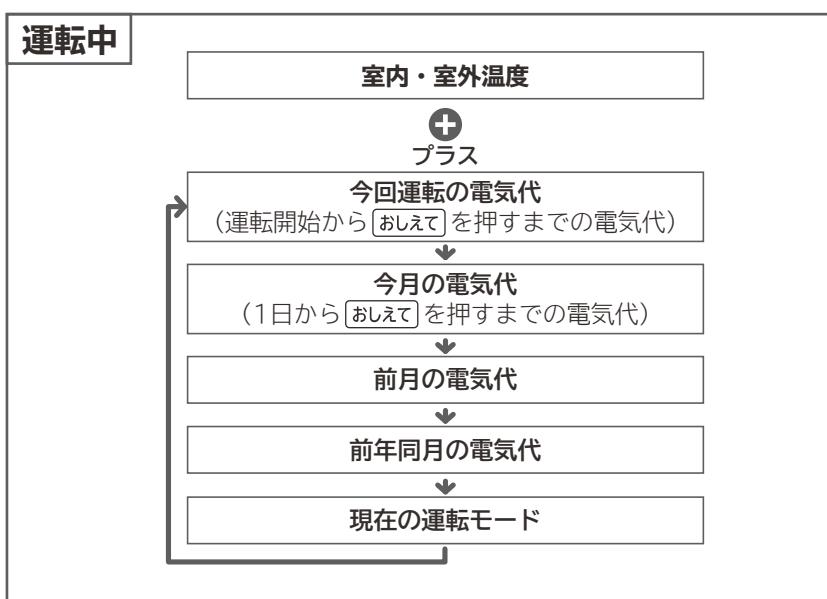 運転中
室内・室外温度
プラス
今回運転の電気代
（運転開始からおしえてを押すまでの電気代）
今月の電気代
（1日からおしえてを押すまでの電気代）
前月の電気代
前年同月の電気代
現在の運転モード